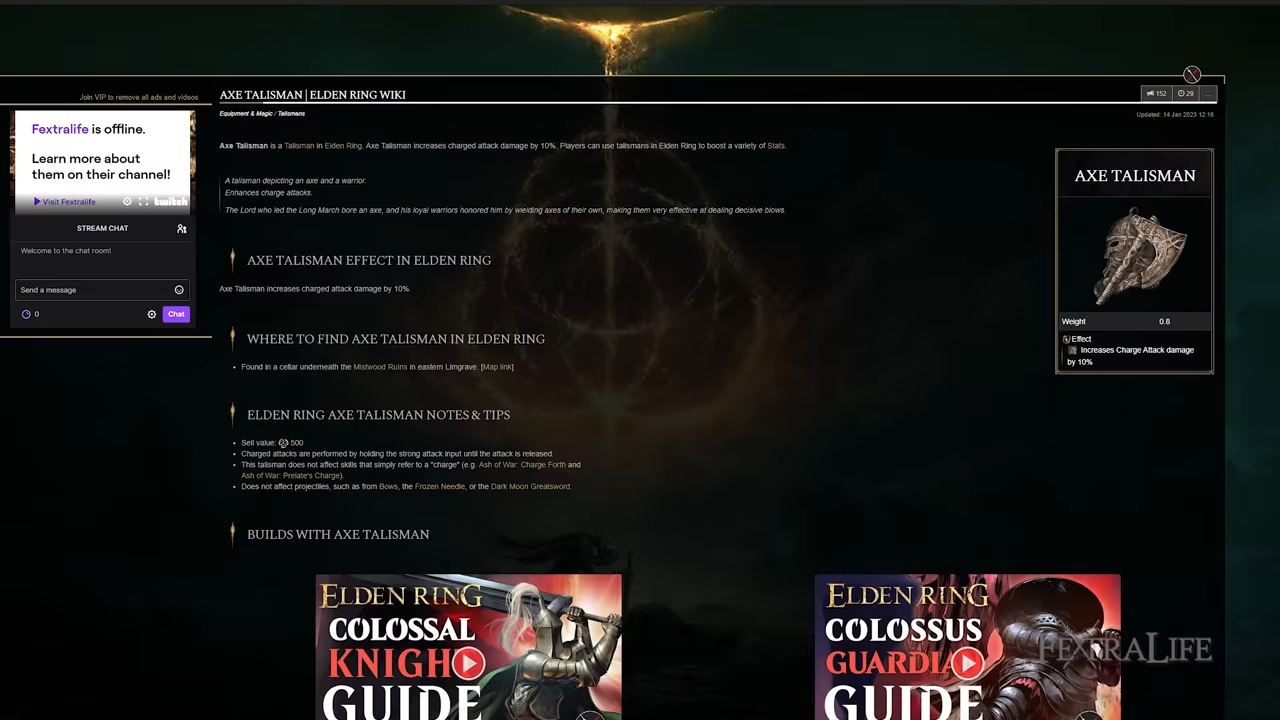 Join VIP to remove all ads and videos
Fextralife is offline.
Learn more about
them on their channel!
Visit Fextralife
twitch
STREAM CHAT
Welcome to the chat room!
Send a message
0
Chat
AXE TALISMAN | ELDEN RING WIKI
152
29
...
Equipment & Magic / Talismans
Updated: 14 Jan 2023 12:16
Axe Talisman is a Talisman in Elden Ring. Axe Talisman increases charged attack damage by 10%. Players can use talismans in Elden Ring to boost a variety of Stats.
A talisman depicting an axe and a warrior.
Enhances charge attacks.
The Lord who led the Long March bore an axe, and his loyal warriors honored him by wielding axes of their own, making them very effective at dealing decisive blows.
AXE TALISMAN EFFECT IN ELDEN RING
Axe Talisman increases charged attack damage by 10%.
WHERE TO FIND AXE TALISMAN IN ELDEN RING
Found in a cellar underneath the Mistwood Ruins in eastern Limgrave. [Map link]
ELDEN RING AXE TALISMAN NOTES & TIPS
Sell value: 500
Charged attacks are performed by holding the strong attack input until the attack is released.
This talisman does not affect skills that simply refer to a "charge" (e.g. Ash of War: Charge Forth and
Ash of War: Prelate's Charge).
Does not affect projectiles, such as from Bows, the Frozen Needle, or the Dark Moon Greatsword.
BUILDS WITH AXE TALISMAN
AXE TALISMAN
Weight 0.8
Effect
Increases Charge Attack damage
by 10%
ELDEN RING
COLOSSAL
KNIGH
GUIDE
ELDEN RING
COLOSSUS
GUARDIA
GUIDE
FEXTRALIFE